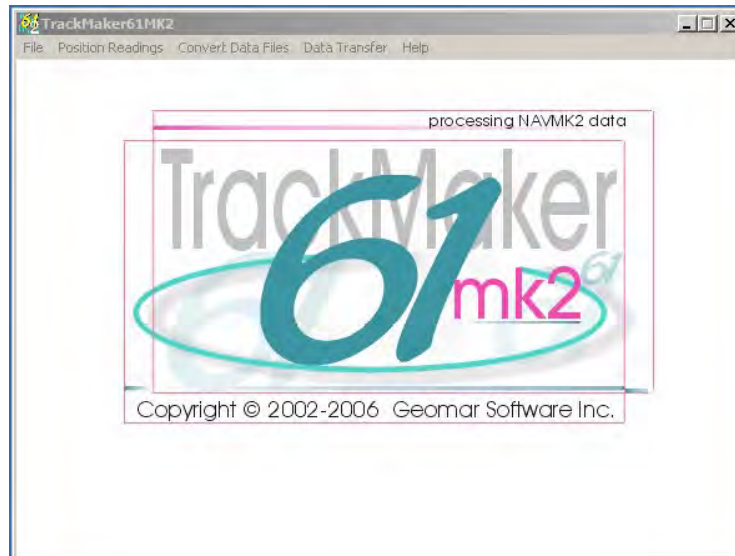 TrackMaker61MK2
File Position Readings Convert Data Files Data Transfer Help
processing NAVMK2 data
TrackMaker
61
mk2
61
Copyright © 2002-2006 Geomar Software Inc.